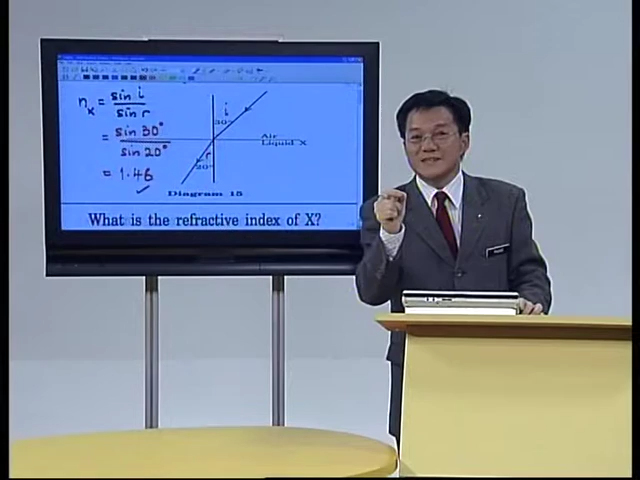 n_x = sin i / sin r
= sin 30° / sin 20°
= 1.46 ✓
i
30°
Air
Liquid X
r
20°
Diagram 15
What is the refractive index of X?